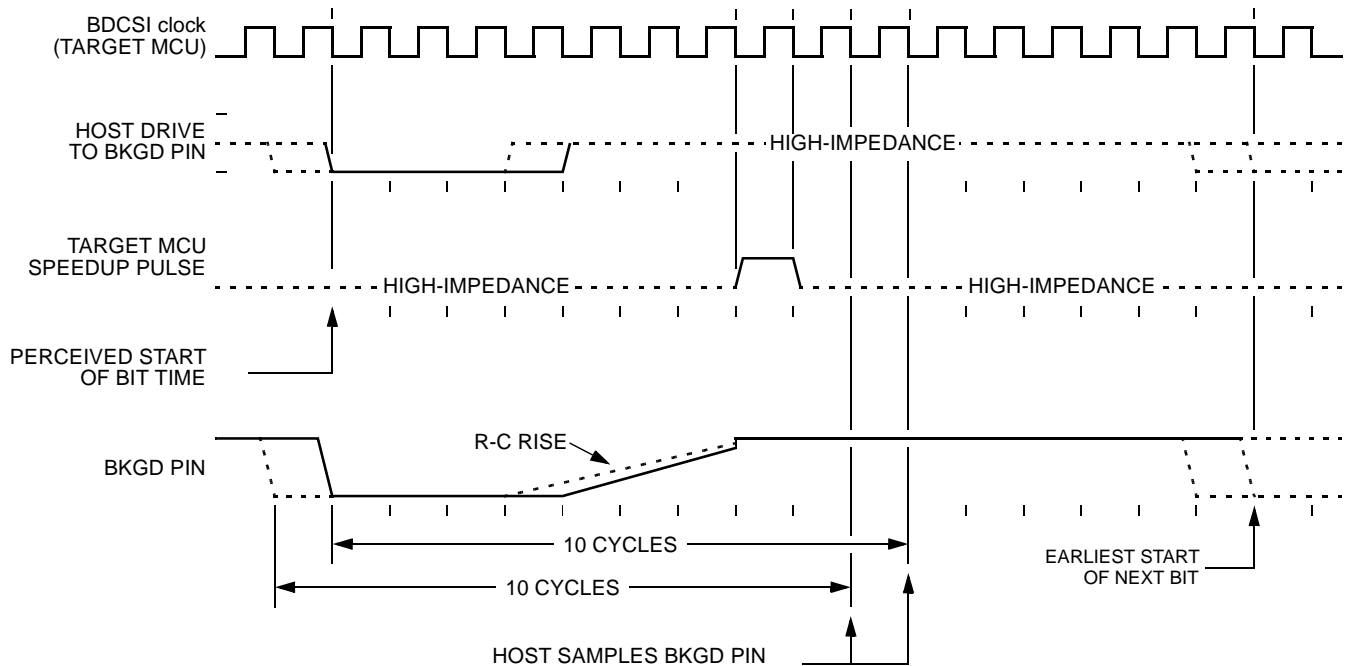 BDCSI clock
(TARGET MCU)
HOST DRIVE
TO BKGD PIN
HIGH-IMPEDANCE
TARGET MCU
SPEEDUP PULSE
HIGH-IMPEDANCE
HIGH-IMPEDANCE
PERCEIVED START
OF BIT TIME
R-C RISE
BKGD PIN
10 CYCLES
10 CYCLES
EARLIEST START
OF NEXT BIT
HOST SAMPLES BKGD PIN